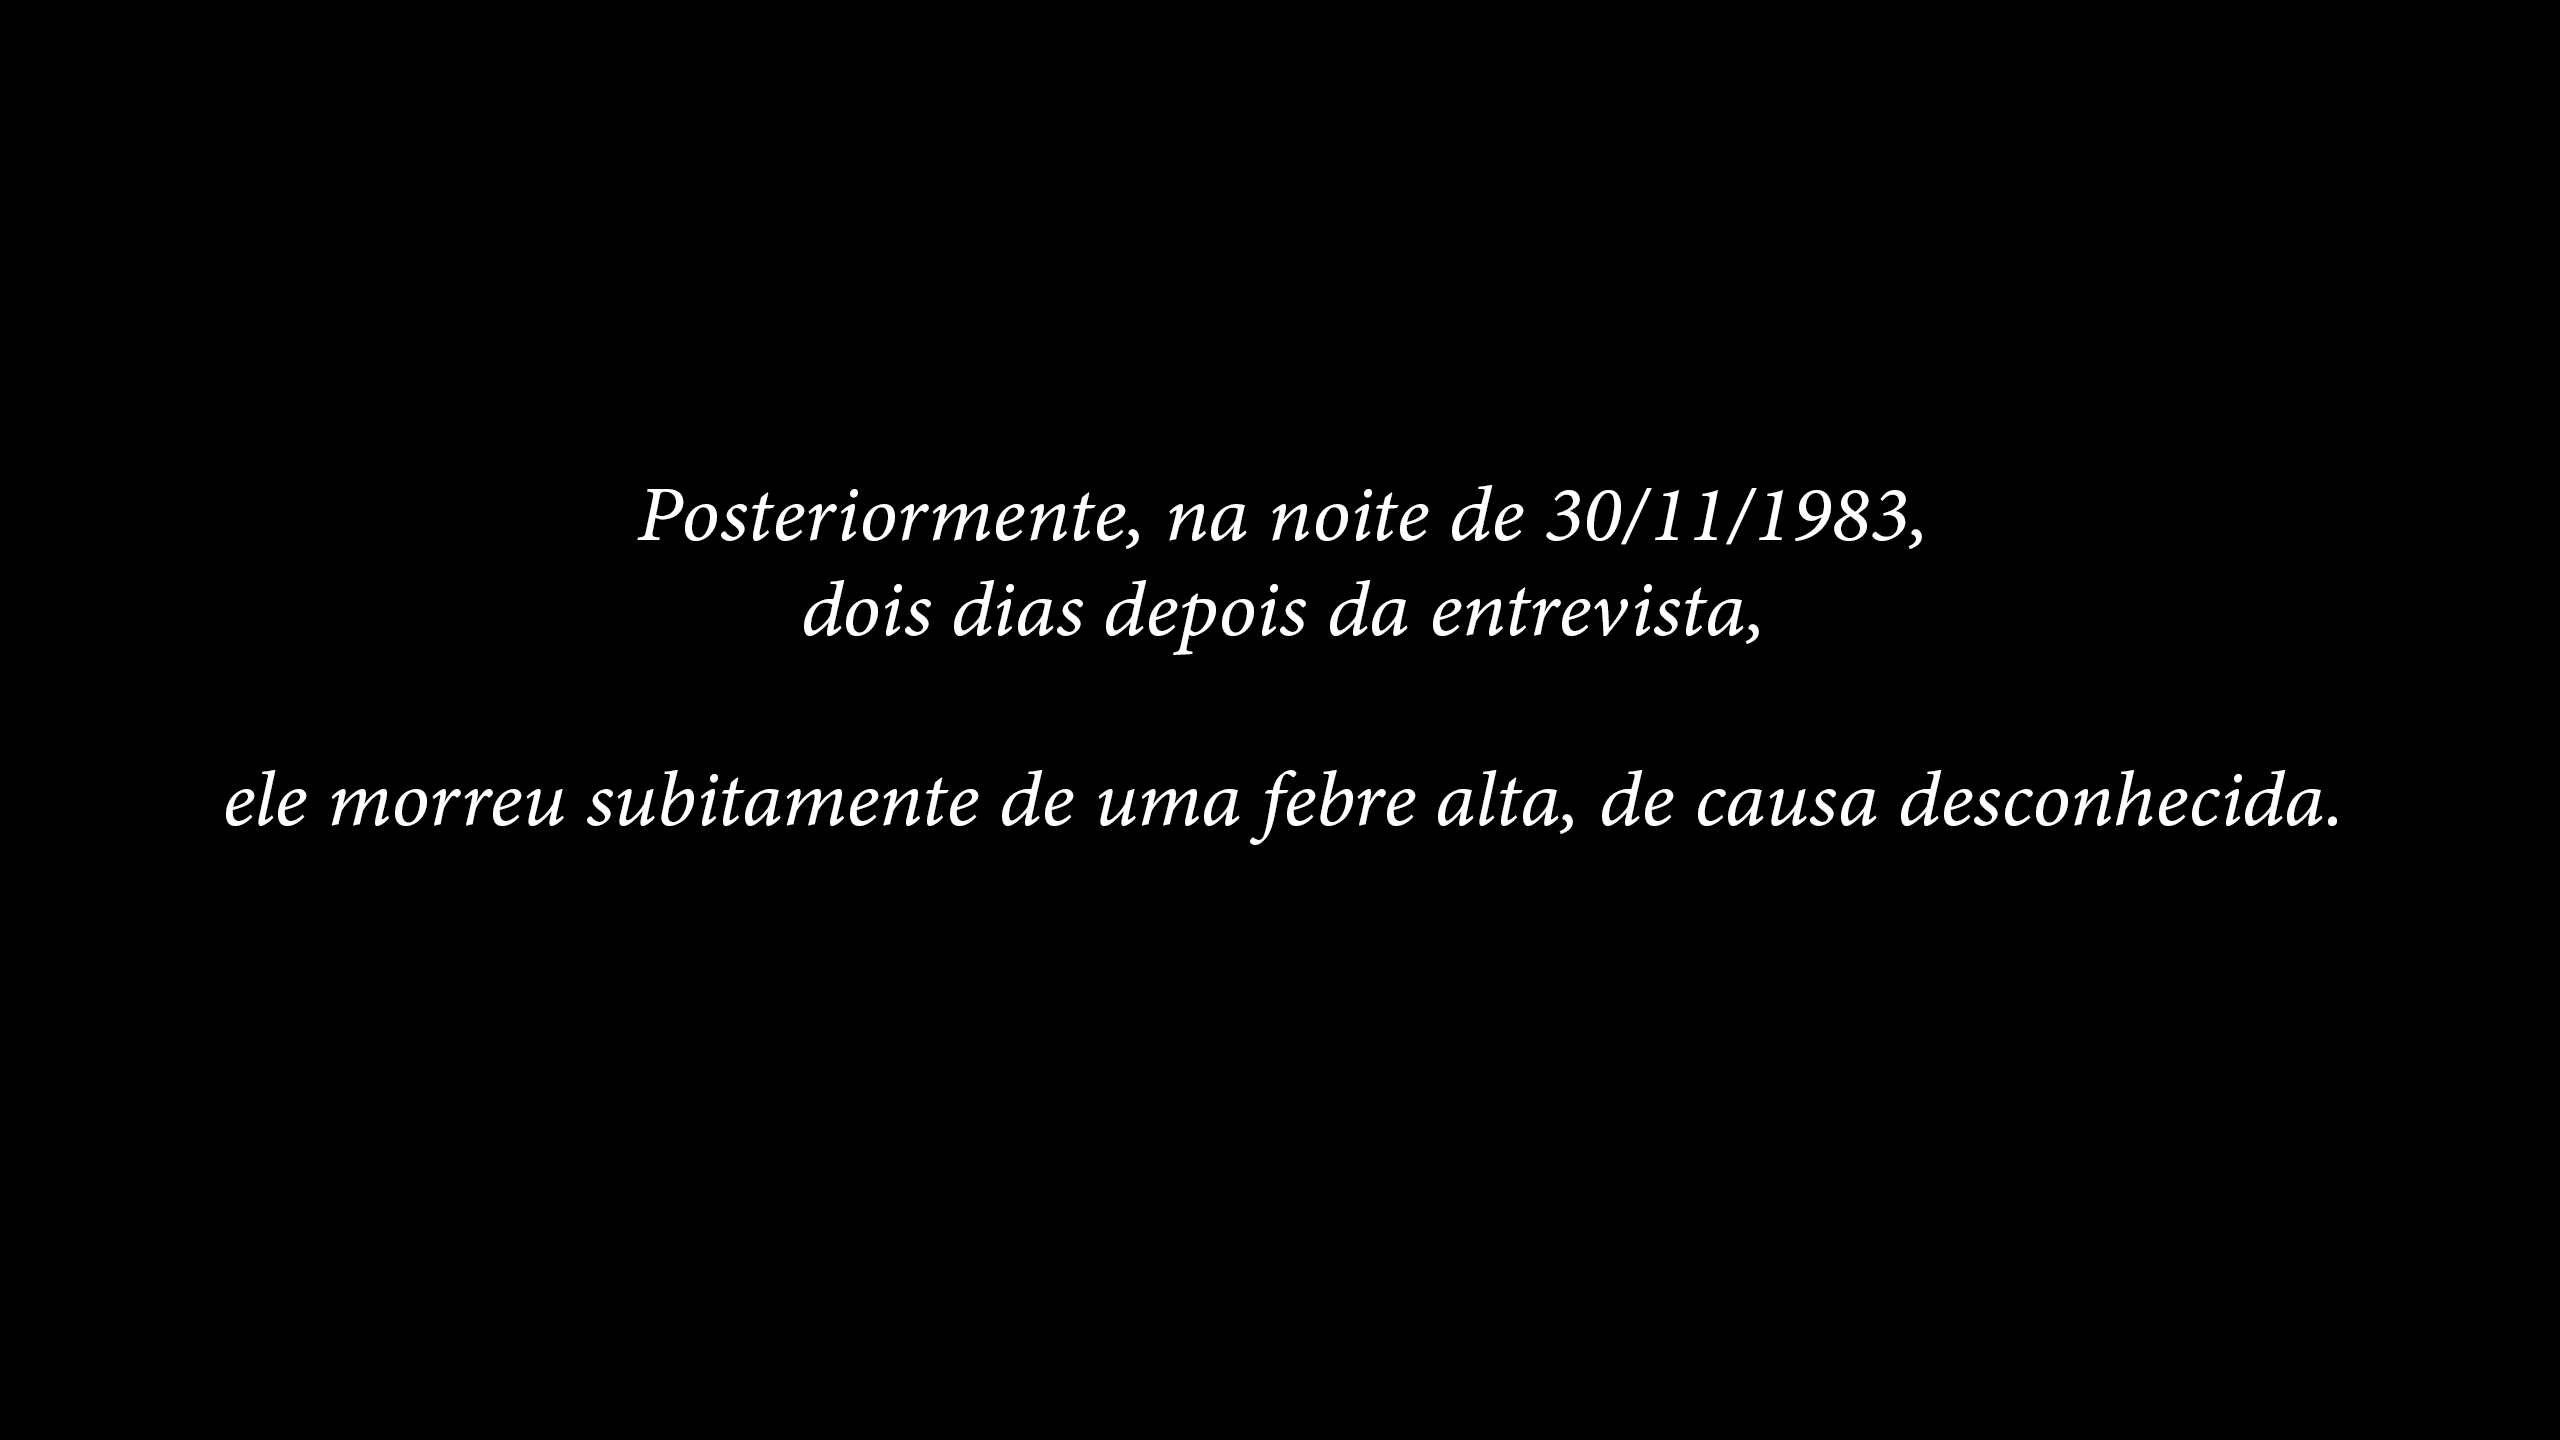 Posteriormente, na noite de 30/11/1983,
dois dias depois da entrevista,
ele morreu subitamente de uma febre alta, de causa desconhecida.